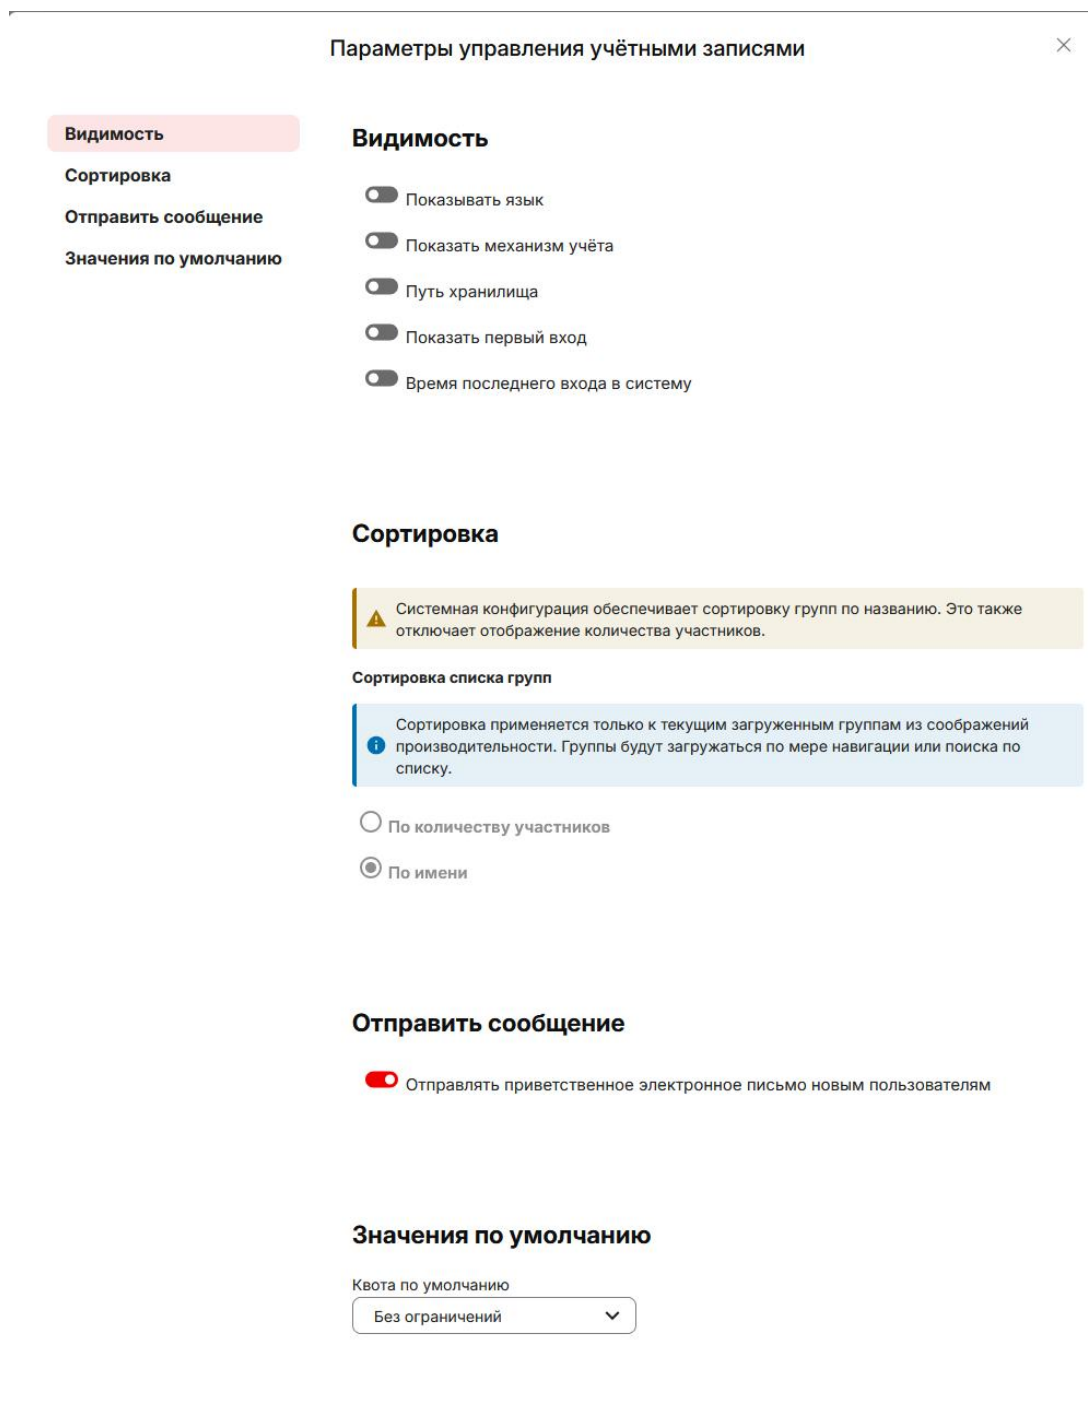 Параметры управления учётными записями
Видимость
Сортировка
Отправить сообщение
Значения по умолчанию
Видимость
Показывать язык
Показать механизм учёта
Путь хранилища
Показать первый вход
Время последнего входа в систему
Сортировка
Системная конфигурация обеспечивает сортировку групп по названию. Это также
отключает отображение количества участников.
Сортировка списка групп
Сортировка применяется только к текущим загруженным группам из соображений
производительности. Группы будут загружаться по мере навигации или поиска по
списку.
По количеству участников
По имени
Отправить сообщение
Отправлять приветственное электронное письмо новым пользователям
Значения по умолчанию
Квота по умолчанию
Без ограничений